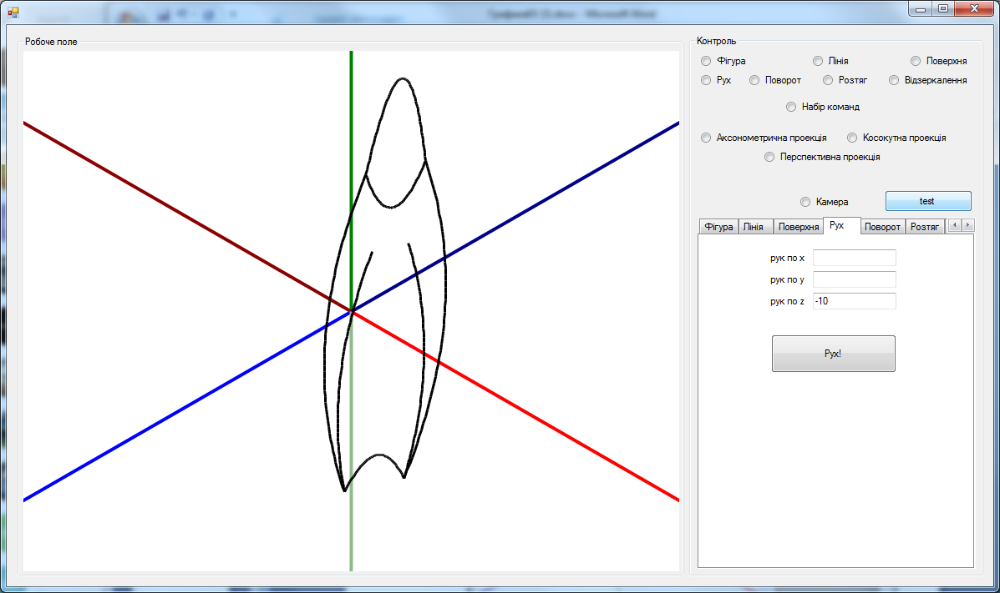 Робоче поле
Контроль
Фігура Лінія Поверхня
Рух Поворот Розтяг Відзеркалення
Набір команд
Аксонометрична проекція Косокутна проекція
Перспективна проекція
Камера test
Фігура Лінія Поверхня Рух Поворот Розтяг
рук по x
рук по y
рук по z -10
Рух!